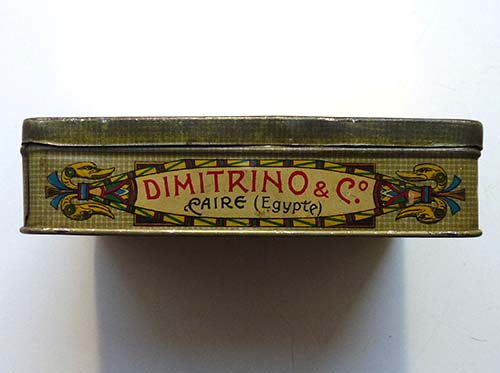 DIMITRINO & Cº
CAIRE (Egypte)